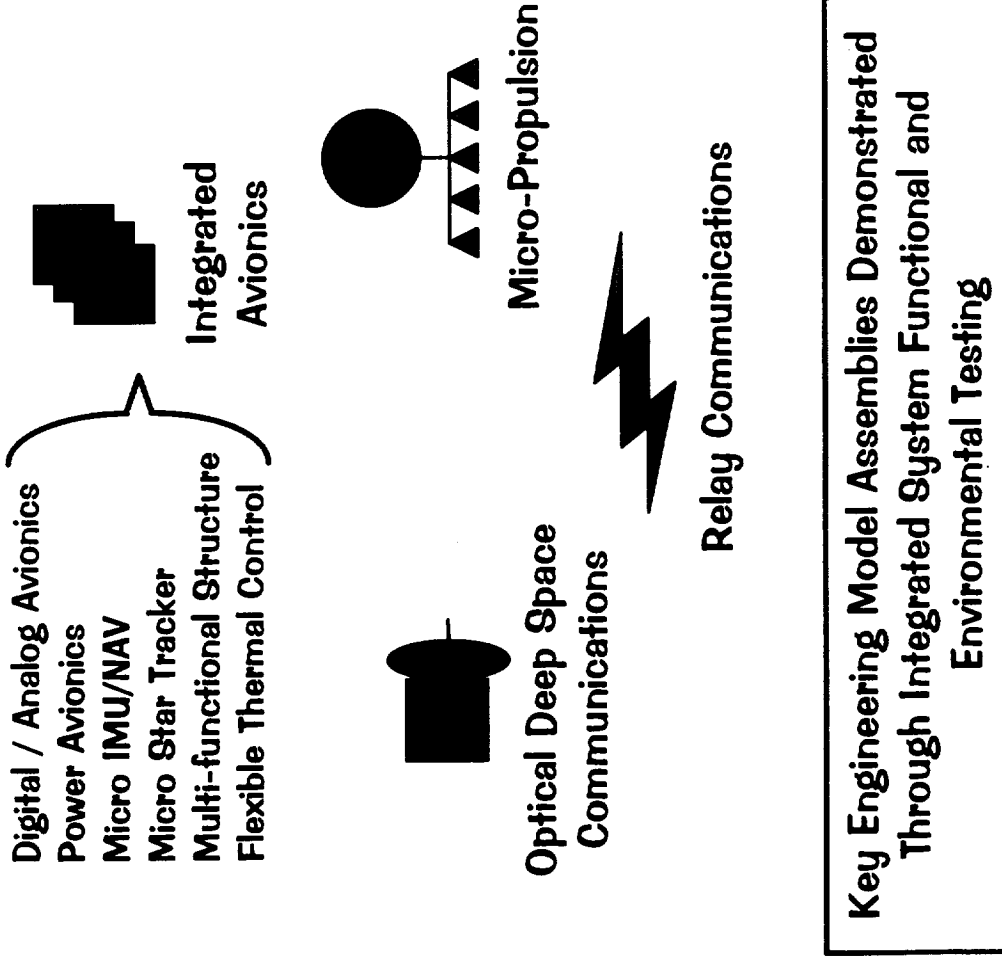 Digital / Analog Avionics
Power Avionics
Micro IMU/NAV
Micro Star Tracker
Multi-functional Structure
Flexible Thermal Control
Integrated
Avionics
Optical Deep Space
Communications
Micro-Propulsion
Relay Communications
Key Engineering Model Assemblies Demonstrated
Through Integrated System Functional and
Environmental Testing